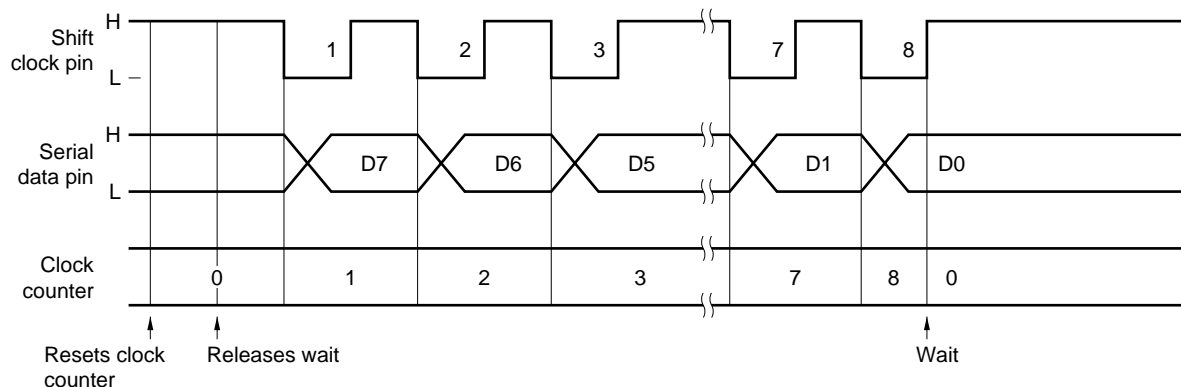 H
Shift
clock pin
L
1 2 3 7 8
H
Serial
data pin
L
D7 D6 D5 D1 D0
Clock
counter
0 1 2 3 7 8 0
Resets clock
counter
Releases wait
Wait